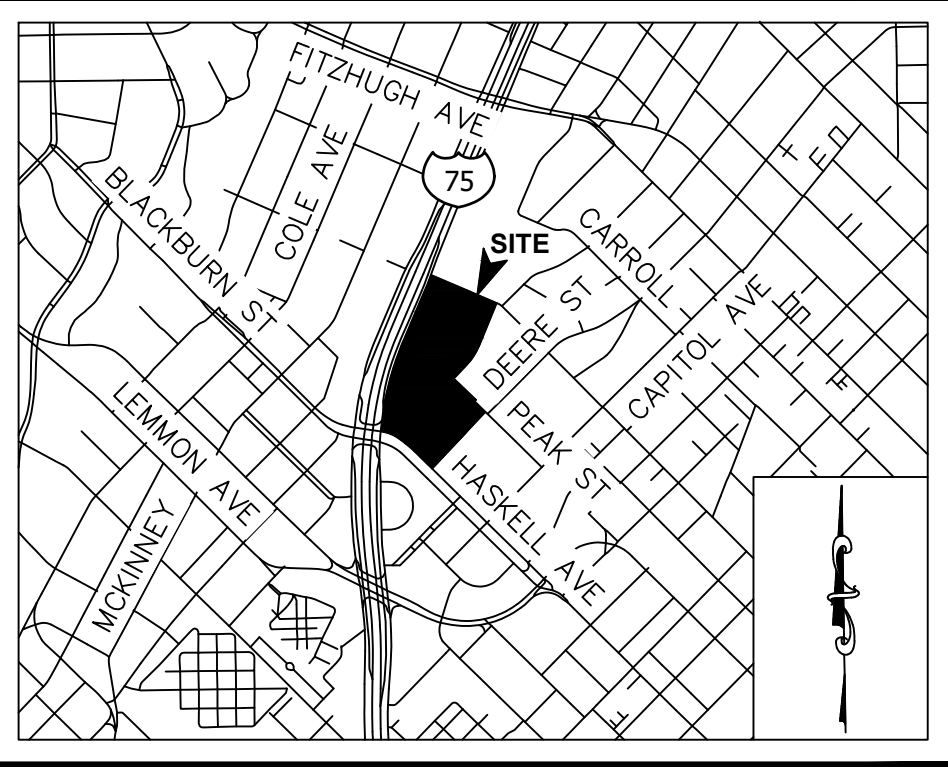 FITZHUGH AVE
75
COLE AVE
BLACKBURN ST
SITE
CARROLL
DEERE ST
CAPITOL AVE
LEMMON AVE
PEAK ST
HASKELL AVE
MCKINNEY